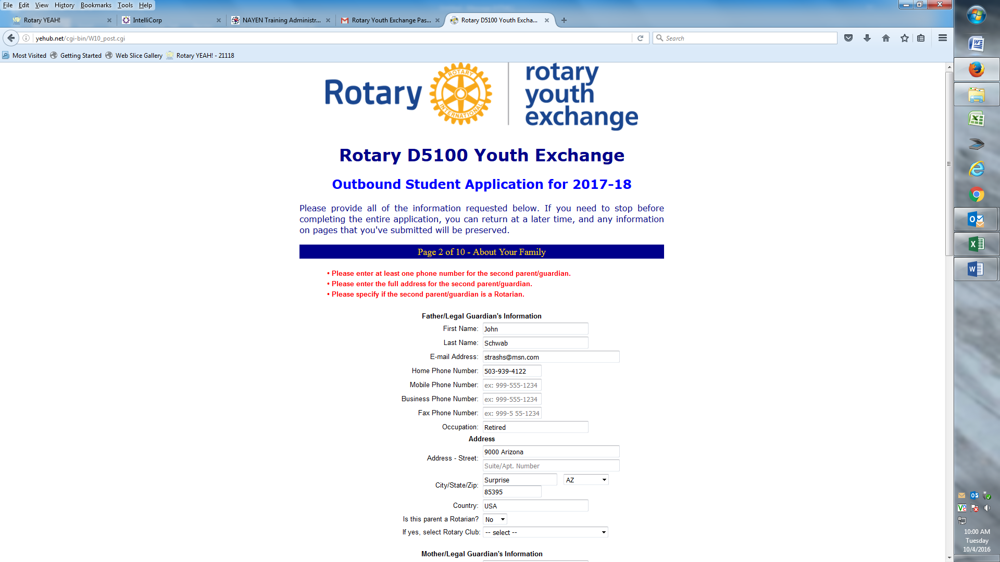 File Edit View History Bookmarks Tools Help
Rotary YEAH!
IntelliCorp
NAYEN Training Administr...
Rotary Youth Exchange Pas...
Rotary D5100 Youth Excha...
yehub.net/cgi-bin/W10_post.cgi
Search
Most Visited
Getting Started
Web Slice Gallery
Rotary YEAH! - 21118
Rotary
ROTARY
INTERNATIONAL
rotary
youth
exchange
Rotary D5100 Youth Exchange
Outbound Student Application for 2017-18
Please provide all of the information requested below. If you need to stop before
completing the entire application, you can return at a later time, and any information
on pages that you've submitted will be preserved.
Page 2 of 10 - About Your Family
• Please enter at least one phone number for the second parent/guardian.
• Please enter the full address for the second parent/guardian.
• Please specify if the second parent/guardian is a Rotarian.
Father/Legal Guardian's Information
First Name: John
Last Name: Schwab
E-mail Address: strashs@msn.com
Home Phone Number: 503-939-4122
Mobile Phone Number: ex: 999-555-1234
Business Phone Number: ex: 999-555-1234
Fax Phone Number: ex: 999-5 55-1234
Occupation: Retired
Address
Address - Street: 9000 Arizona
Suite/Apt. Number
City/State/Zip: Surprise AZ
85395
Country: USA
Is this parent a Rotarian? No
If yes, select Rotary Club: -- select --
Mother/Legal Guardian's Information
10:00 AM
Tuesday
10/4/2016